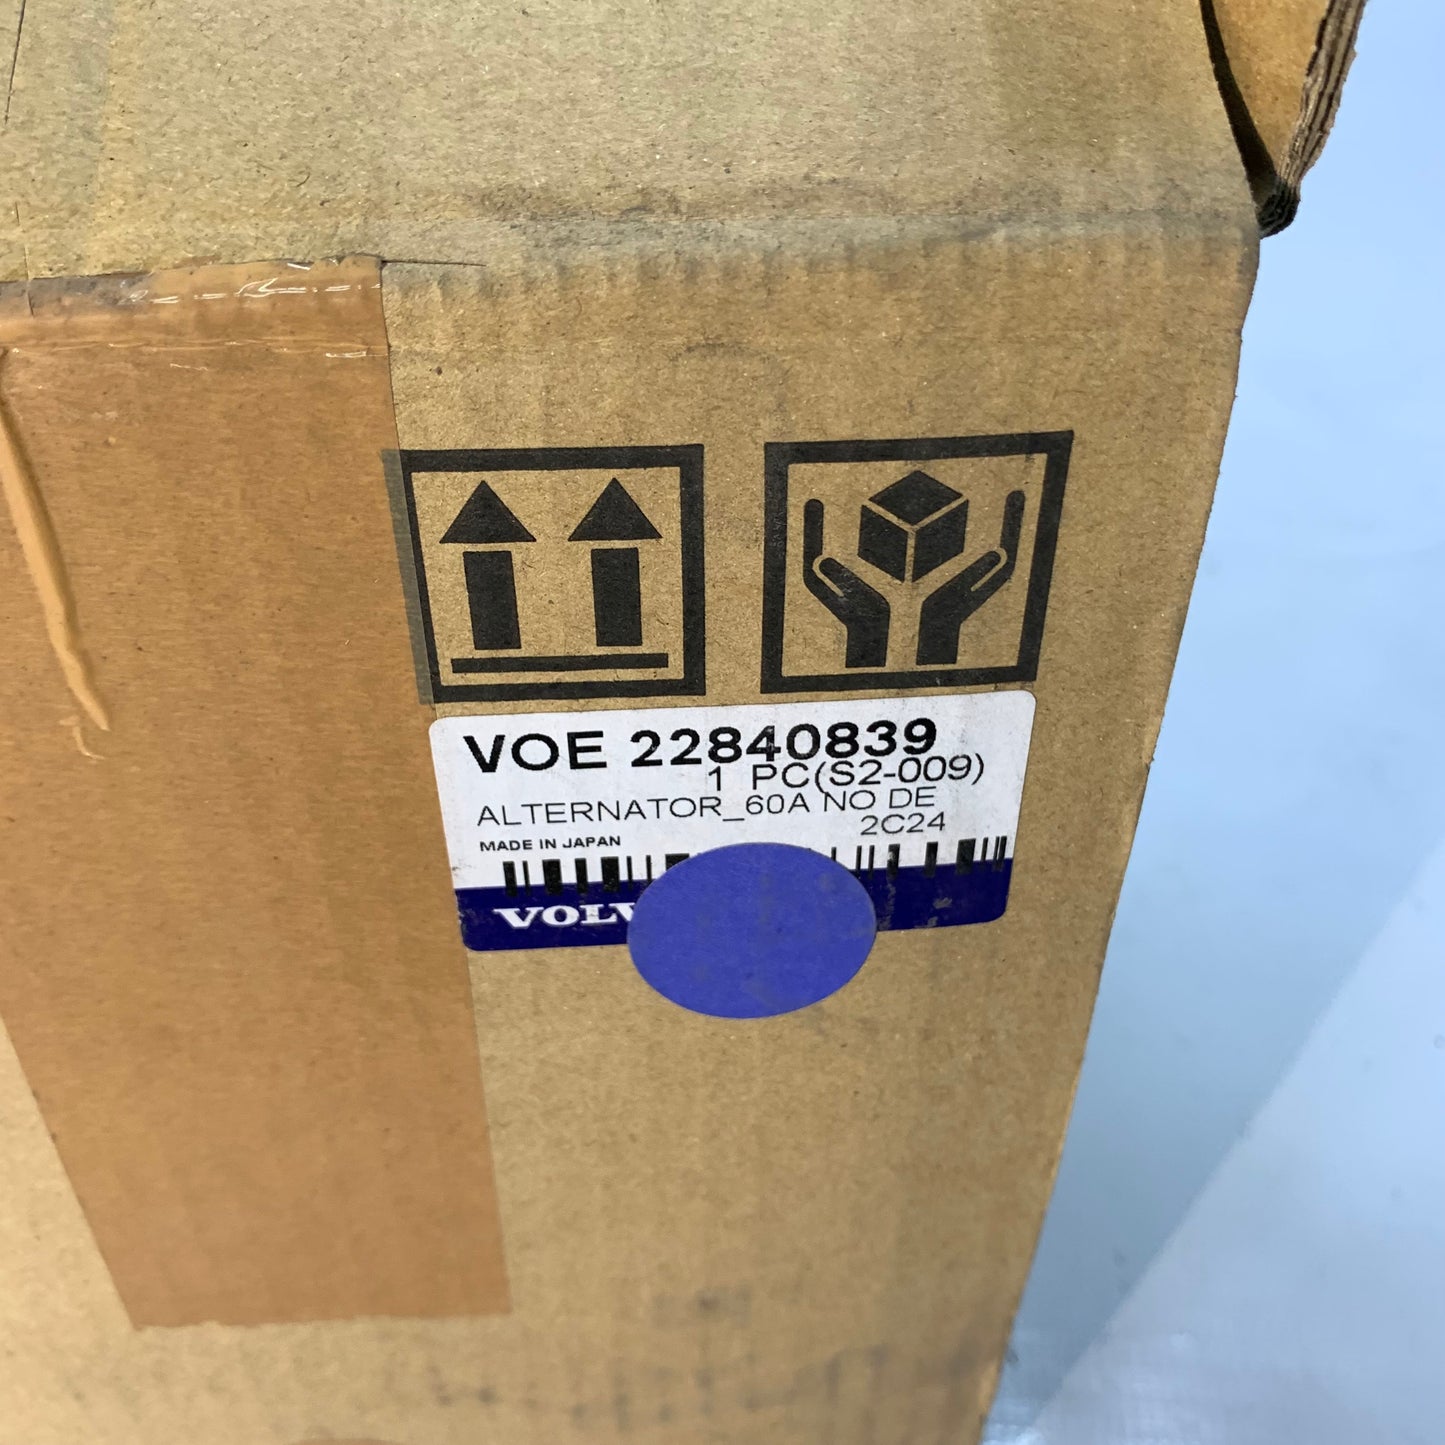 VOE 22840839
1 PC(S2-009)
ALTERNATOR_60A NO DE
2C24
MADE IN JAPAN